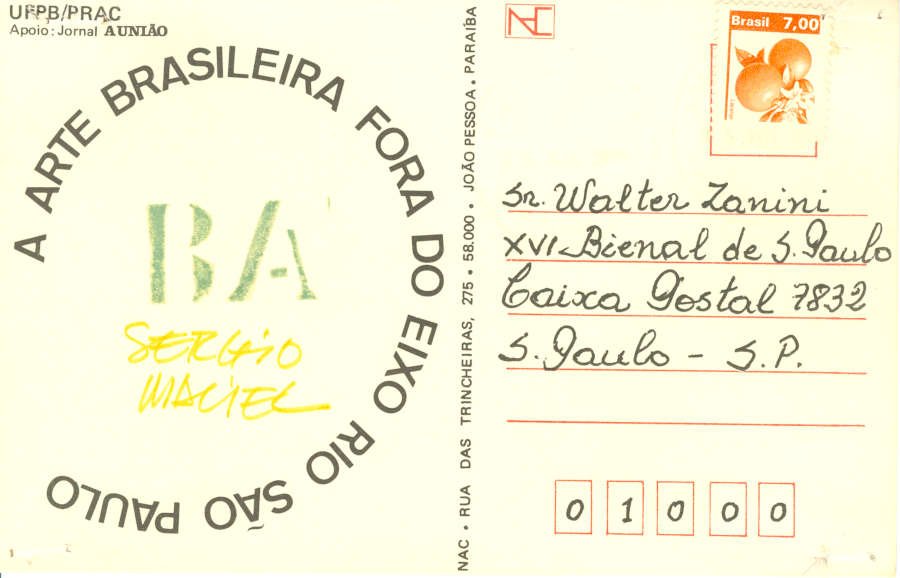 UFPB/PRAC
Apoio: Jornal A UNIÃO
A ARTE BRASILEIRA FORA DO EIXO RIO SÃO PAULO
BA
SERGIO
MACIEL
NAC • RUA DAS TRINCHEIRAS, 275 • 58.000 • JOÃO PESSOA • PARAÍBA
NAC
Brasil 7,00
Sr. Walter Zanini
XVI Bienal de S. Paulo
Caixa Postal 7832
S. Paulo - S.P.
0 1 0 0 0